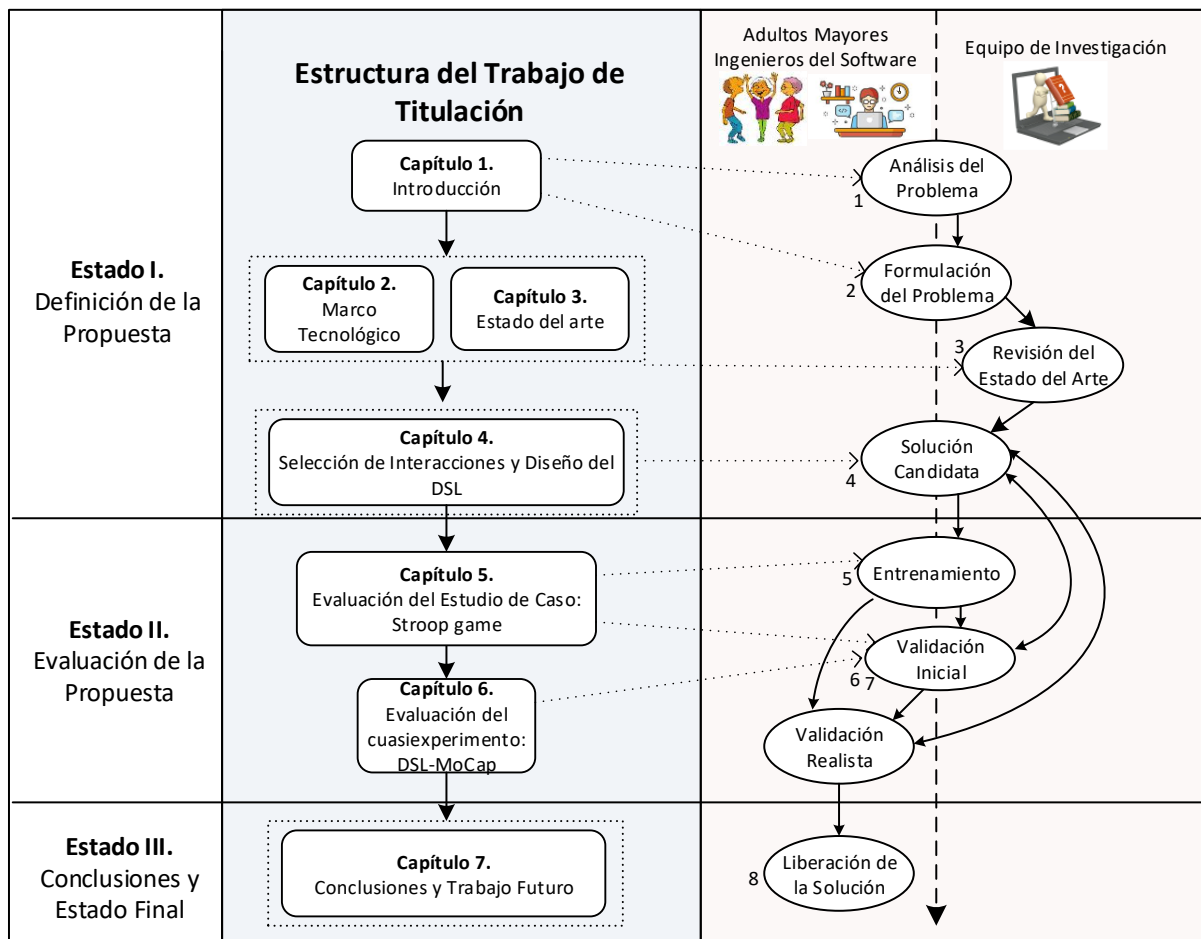 Estado I.
Definición de la
Propuesta
Estado II.
Evaluación de la
Propuesta
Estado III.
Conclusiones y
Estado Final
Estructura del Trabajo de
Titulación
Capítulo 1.
Introducción
Capítulo 2.
Marco
Tecnológico
Capítulo 3.
Estado del arte
Capítulo 4.
Selección de Interacciones y Diseño del
DSL
Capítulo 5.
Evaluación del Estudio de Caso:
Stroop game
Capítulo 6.
Evaluación del
cuasiexperimento:
DSL-MoCap
Capítulo 7.
Conclusiones y Trabajo Futuro
Adultos Mayores
Ingenieros del Software
Equipo de Investigación
Análisis del
Problema
1
Formulación
del Problema
2
3
Revisión del
Estado del Arte
Solución
Candidata
4
Entrenamiento
5
Validación
Inicial
6
7
Validación
Realista
Liberación de
la Solución
8